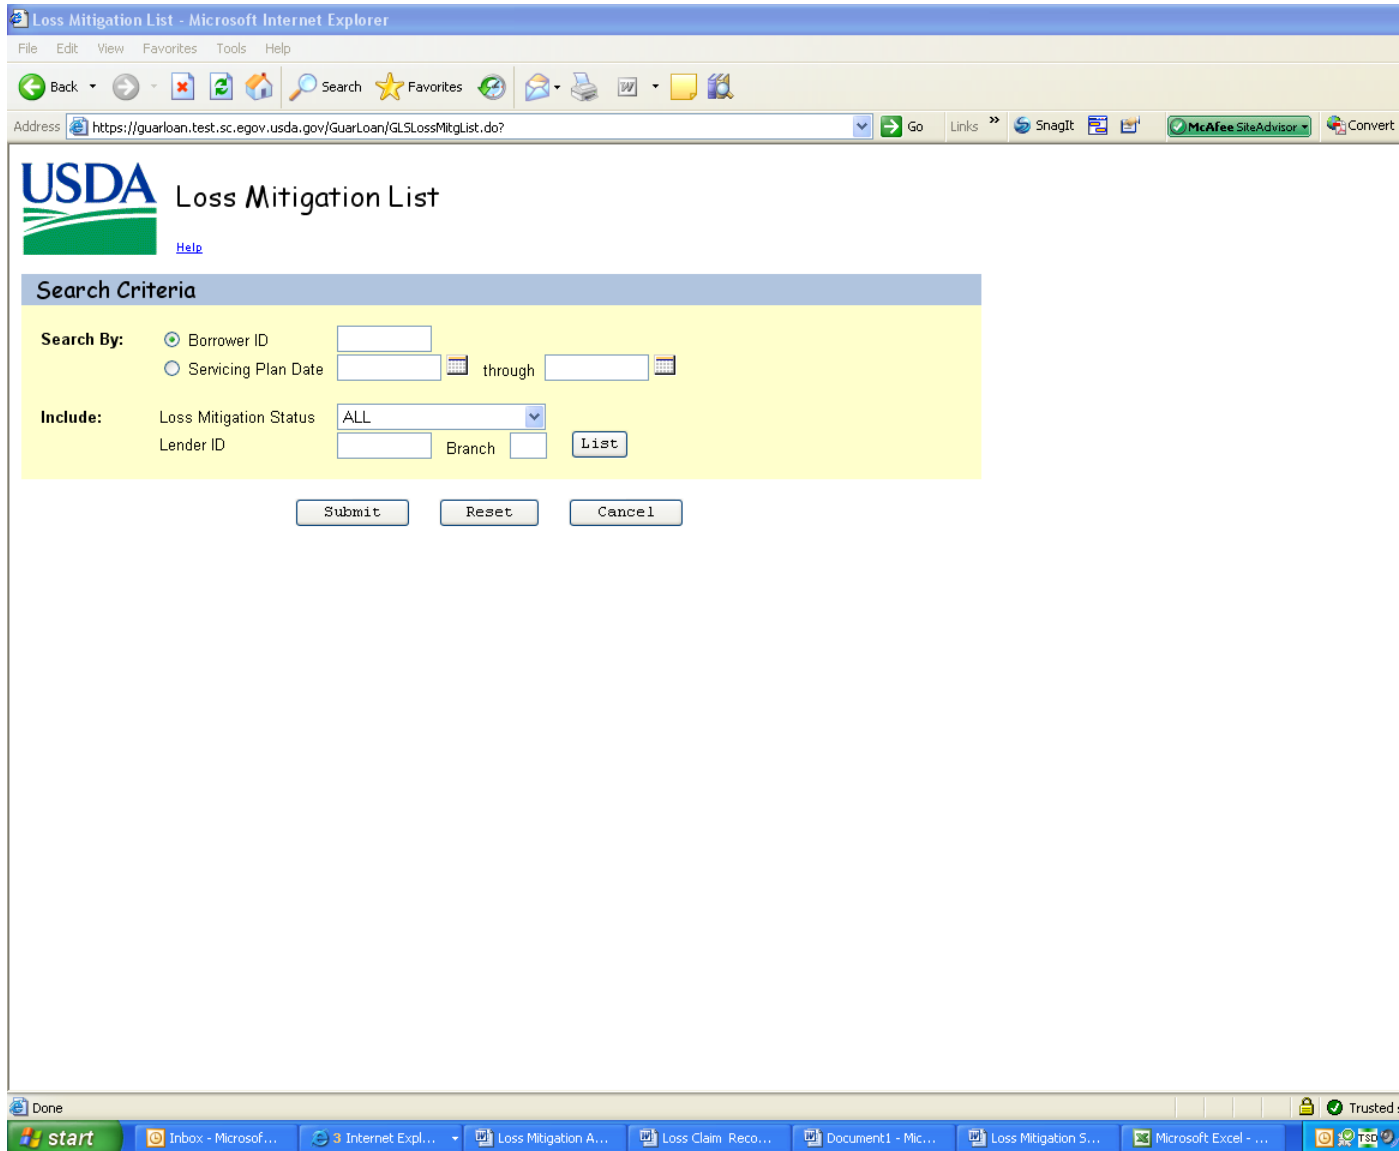 Loss Mitigation List - Microsoft Internet Explorer
File Edit View Favorites Tools Help
Back Search Favorites
Address https://guarloan.test.sc.egov.usda.gov/GuarLoan/GLSLossMitgList.do? Go Links » SnagIt McAfee SiteAdvisor Convert
USDA Loss Mitigation List
Help
Search Criteria
Search By: Borrower ID
Servicing Plan Date through
Include: Loss Mitigation Status ALL
Lender ID Branch List
Submit Reset Cancel
Done Trusted
start Inbox - Microsof... 3 Internet Expl... Loss Mitigation A... Loss Claim Reco... Document1 - Mic... Loss Mitigation S... Microsoft Excel - ... TSD